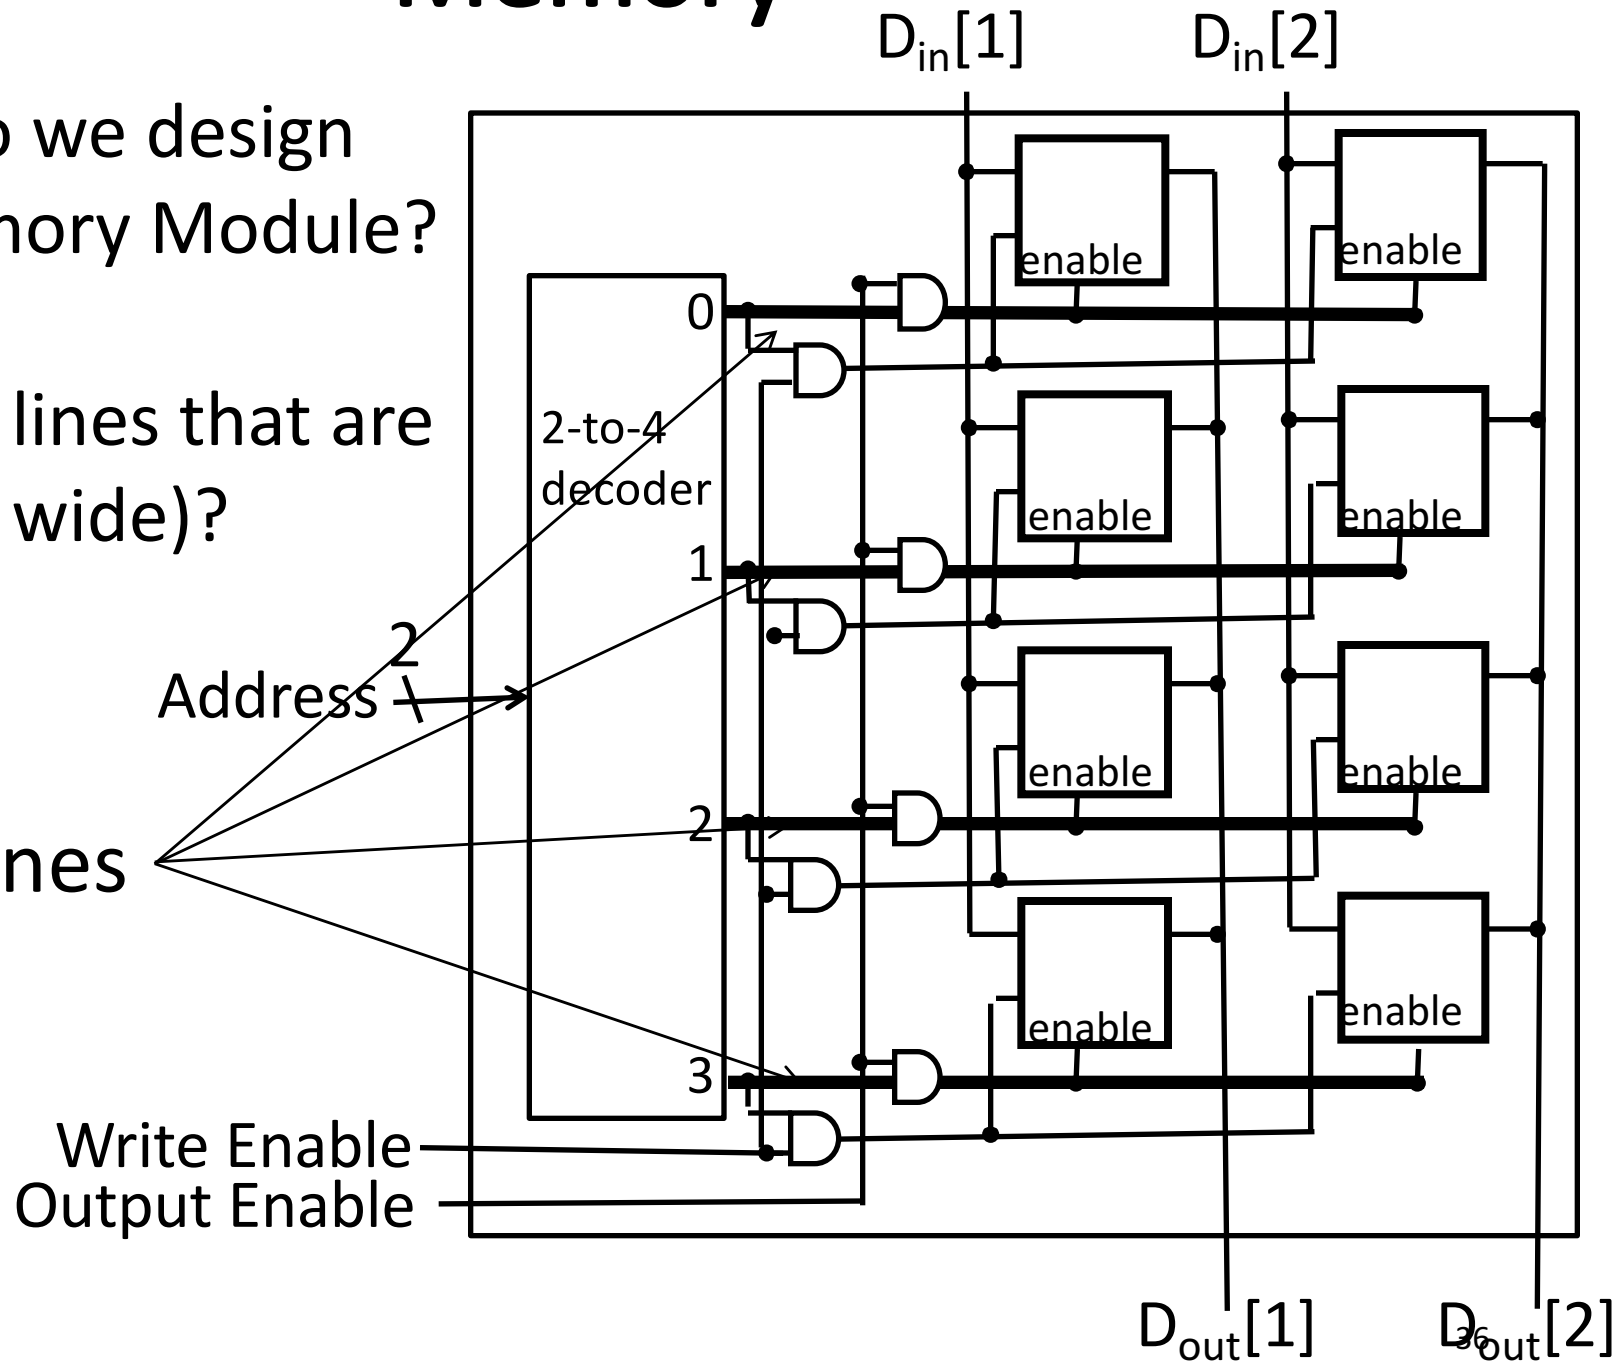 Memory
D_in[1] D_in[2]
o we design
nory Module?
enable enable
0
lines that are
2-to-4
decoder
wide)?
enable enable
1
2
Address
enable enable
2
nes
enable enable
3
Write Enable
Output Enable
D_out[1] D_out[2]
36